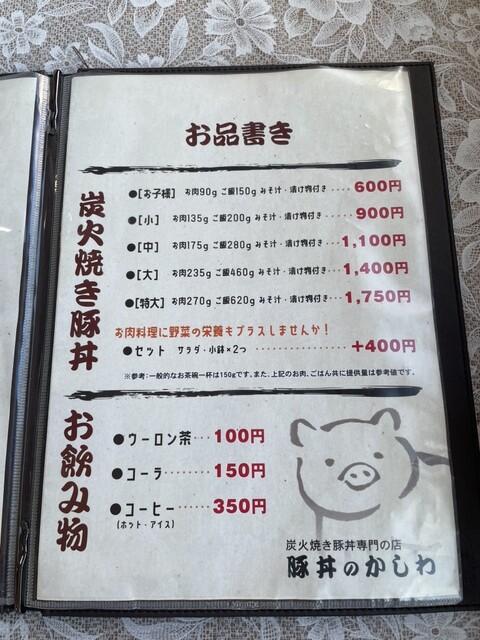 お品書き
炭火焼き豚丼
●[お子様] お肉90g ご飯150g みそ汁・漬け物付き ････ 600円
●[小] お肉135g ご飯200g みそ汁・漬け物付き ････ 900円
●[中] お肉175g ご飯280g みそ汁・漬け物付き ････ 1,100円
●[大] お肉235g ご飯460g みそ汁・漬け物付き ････ 1,400円
●[特大] お肉270g ご飯620g みそ汁・漬け物付き ････ 1,750円
お肉料理に野菜の栄養もプラスしませんか！
●セット サラダ・小鉢×2つ ･･････････････ +400円
※参考：一般的なお茶碗一杯は150gです。また、上記のお肉、ごはん共に提供量は参考値です。
お飲み物
●ウーロン茶････ 100円
●コーラ･･･････ 150円
●コーヒー･･････ 350円
(ホット・アイス)
炭火焼き豚丼専門の店
豚丼のかしわ